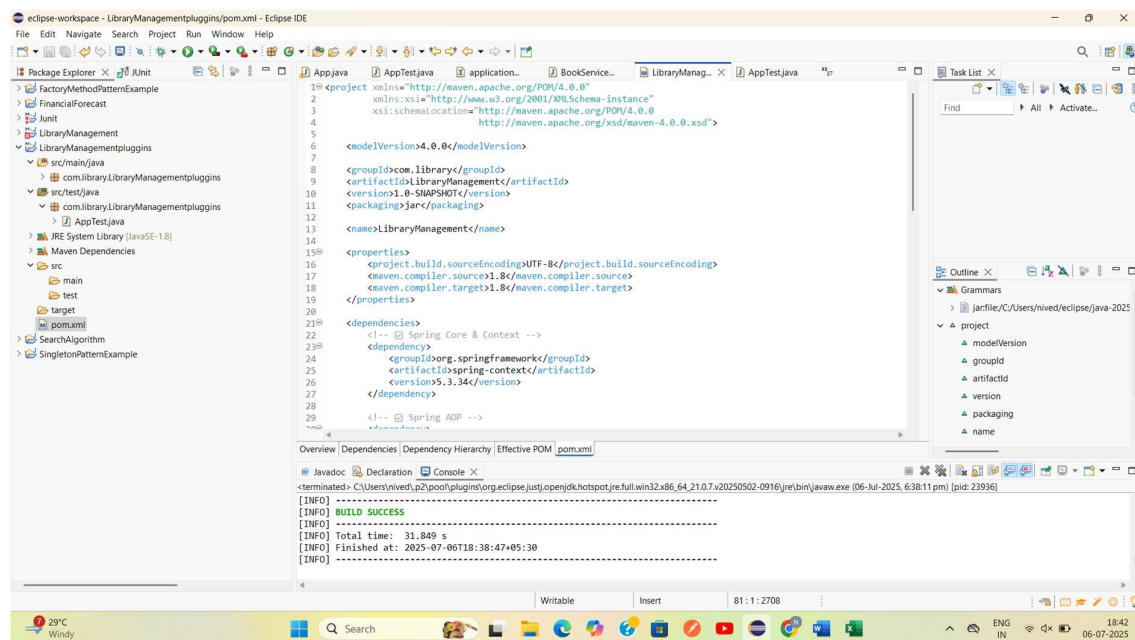 eclipse-workspace - LibraryManagementpluggins/pom.xml - Eclipse IDE
File Edit Navigate Search Project Run Window Help
Package Explorer
JUnit
FactoryMethodPatternExample
FinancialForecast
Junit
LibraryManagement
LibraryManagementpluggins
src/main/java
com.library.LibraryManagementpluggins
src/test/java
com.library.LibraryManagementpluggins
AppTest.java
JRE System Library [JavaSE-1.8]
Maven Dependencies
src
main
test
target
pom.xml
SearchAlgorithm
SingletonPatternExample
App.java AppTest.java application... BookService... LibraryManag... AppTest.java 37
1 <project xmlns="http://maven.apache.org/POM/4.0.0"
2 xmlns:xsi="http://www.w3.org/2001/XMLSchema-instance"
3 xsi:schemaLocation="http://maven.apache.org/POM/4.0.0
4 http://maven.apache.org/xsd/maven-4.0.0.xsd">
5
6 <modelVersion>4.0.0</modelVersion>
7
8 <groupId>com.library</groupId>
9 <artifactId>LibraryManagement</artifactId>
10 <version>1.0-SNAPSHOT</version>
11 <packaging>jar</packaging>
12
13 <name>LibraryManagement</name>
14
15 <properties>
16 <project.build.sourceEncoding>UTF-8</project.build.sourceEncoding>
17 <maven.compiler.source>1.8</maven.compiler.source>
18 <maven.compiler.target>1.8</maven.compiler.target>
19 </properties>
20
21 <dependencies>
22 <!-- ☑ Spring Core & Context -->
23 <dependency>
24 <groupId>org.springframework</groupId>
25 <artifactId>spring-context</artifactId>
26 <version>5.3.34</version>
27 </dependency>
28
29 <!-- ☑ Spring AOP -->
Overview Dependencies Dependency Hierarchy Effective POM pom.xml
Task List
Find All Activate...
Outline
Grammars
jar:file:/C:/Users/nived/eclipse/java-2025
project
modelVersion
groupId
artifactId
version
packaging
name
Javadoc Declaration Console
<terminated> C:\Users\nived\.p2\pool\plugins\org.eclipse.justj.openjdk.hotspot.jre.full.win32.x86_64_21.0.7.v20250502-0916\jre\bin\javaw.exe (06-Jul-2025, 6:38:11 pm) [pid: 23936]
[INFO] ------------------------------------------------------------------------
[INFO] BUILD SUCCESS
[INFO] ------------------------------------------------------------------------
[INFO] Total time: 31.849 s
[INFO] Finished at: 2025-07-06T18:38:47+05:30
[INFO] ------------------------------------------------------------------------
Writable Insert 81 : 1 : 2708
29°C
Windy
Search
ENG
IN
18:42
06-07-2025